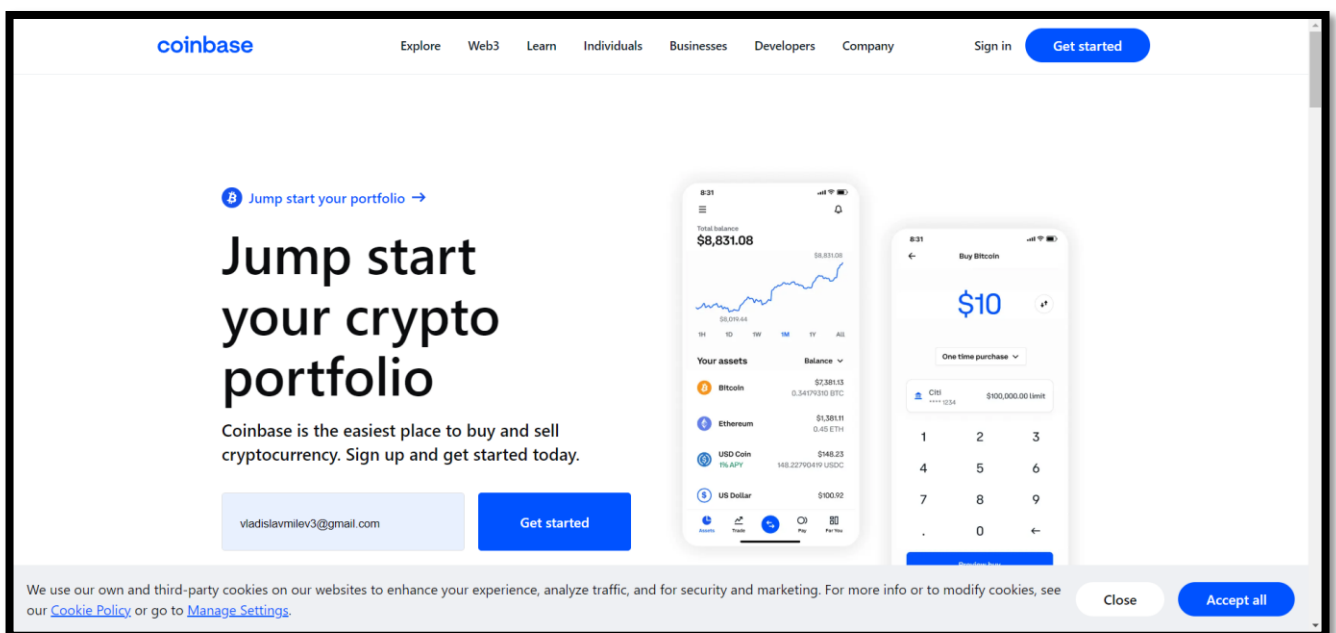 coinbase
Explore Web3 Learn Individuals Businesses Developers Company Sign in Get started
Jump start your portfolio →
Jump start
your crypto
portfolio
Coinbase is the easiest place to buy and sell
cryptocurrency. Sign up and get started today.
vladislavmilev3@gmail.com
Get started
8:31
Total balance
$8,831.08
$8,831.08
$8,019.44
1H 1D 1W 1M 1Y All
Your assets Balance
Bitcoin $7,381.13
0.34179310 BTC
Ethereum $1,381.11
0.45 ETH
USD Coin $148.23
1% APY 148.22790419 USDC
US Dollar $100.92
Assets Trade Pay For You
8:31
Buy Bitcoin
$10
One time purchase
Citi
**** 1234 $100,000.00 limit
1 2 3
4 5 6
7 8 9
. 0 ←
We use our own and third-party cookies on our websites to enhance your experience, analyze traffic, and for security and marketing. For more info or to modify cookies, see
our Cookie Policy or go to Manage Settings.
Close
Accept all